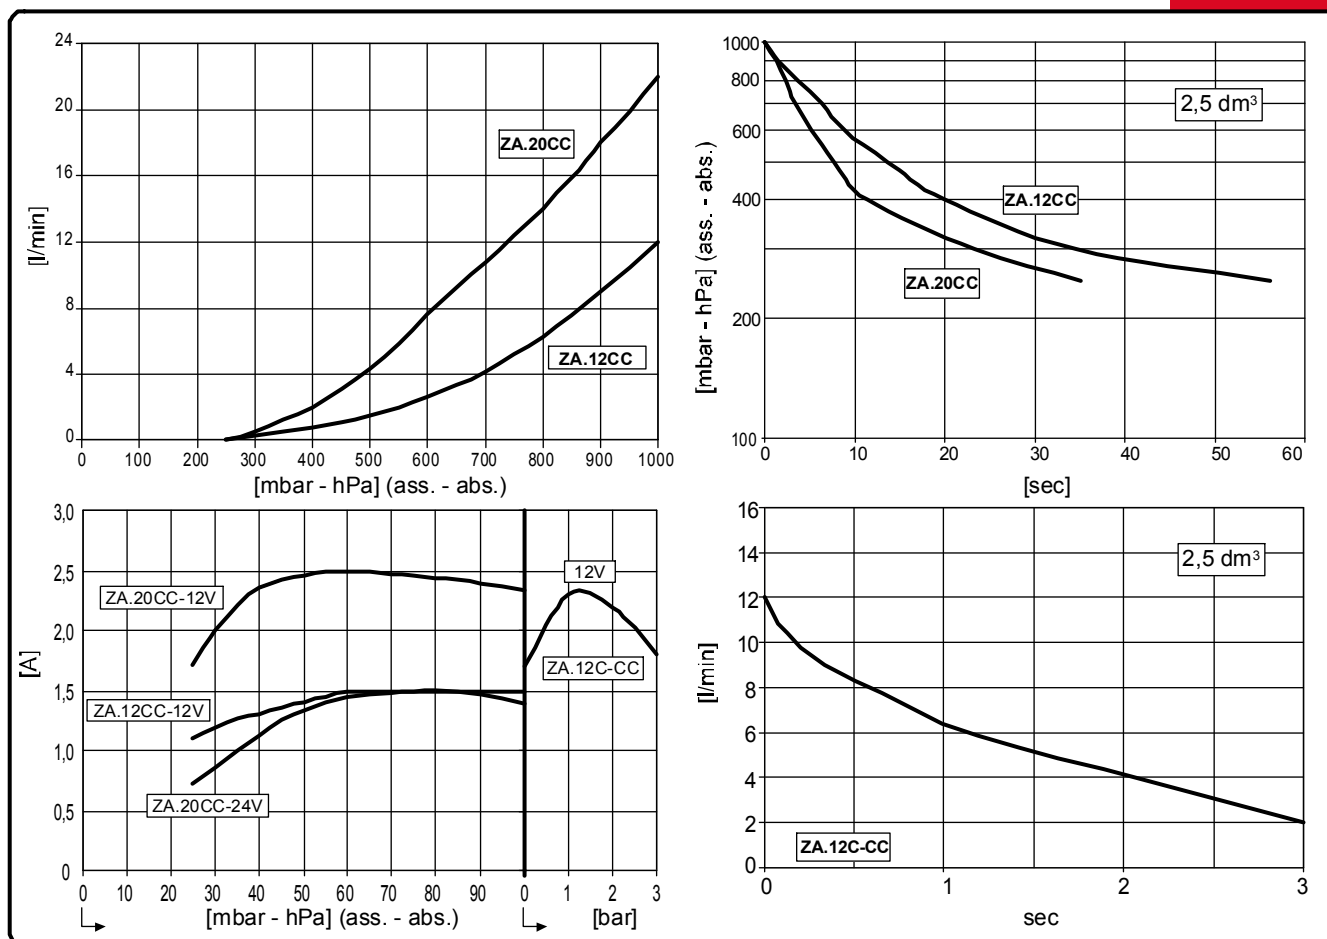 24
20
16
12
8
4
0
[l/min]
ZA.20CC
ZA.12CC
0 100 200 300 400 500 600 700 800 900 1000
[mbar - hPa] (ass. - abs.)
1000
800
600
400
200
100
[mbar - hPa] (ass. - abs.)
2,5 dm³
ZA.12CC
ZA.20CC
0 10 20 30 40 50 60
[sec]
3,0
2,5
2,0
1,5
1,0
0,5
0
[A]
ZA.20CC-12V
ZA.12CC-12V
ZA.20CC-24V
12V
ZA.12C-CC
0 10 20 30 40 60 70 80 90 0 1 2 3
[mbar - hPa] (ass. - abs.) [bar]
16
14
12
10
8
6
4
2
0
[l/min]
2,5 dm³
ZA.12C-CC
0 1 2 3
sec